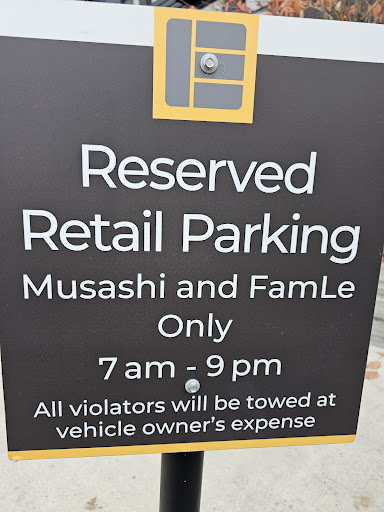 Reserved
Retail Parking
Musashi and FamLe
Only
7 am - 9 pm
All violators will be towed at
vehicle owner's expense